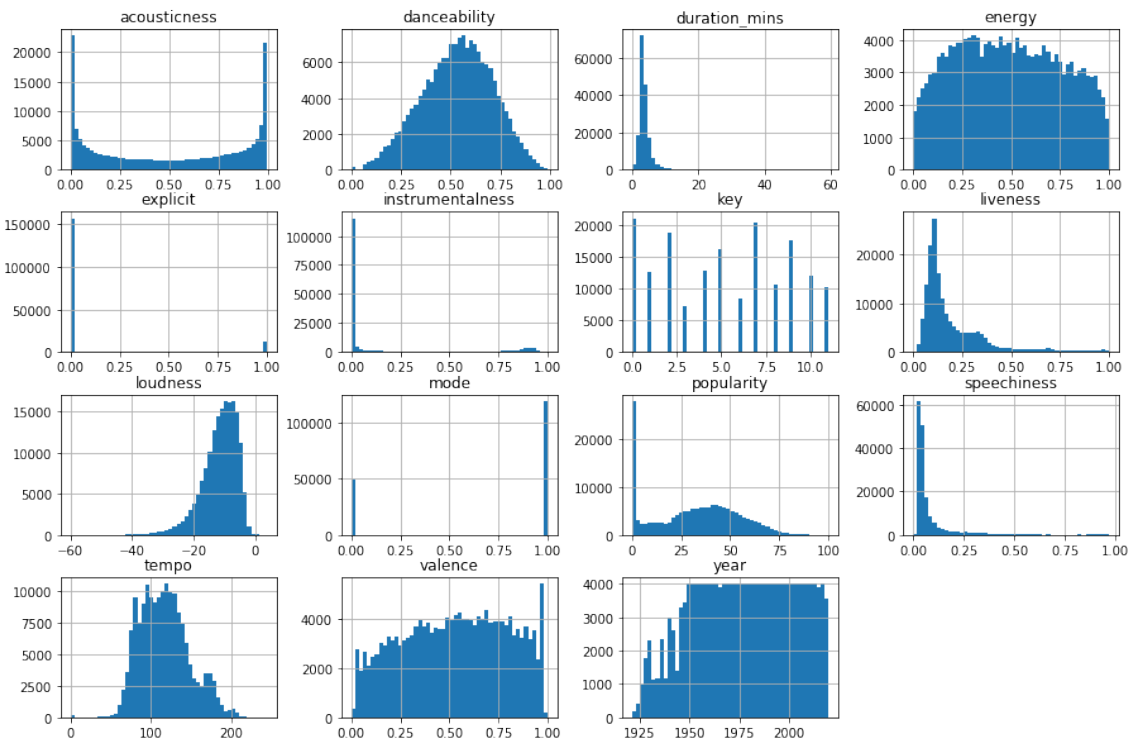 acousticness danceability duration_mins energy
20000 15000 10000 5000 0
6000 4000 2000 0
60000 40000 20000 0
4000 3000 2000 1000 0
0.00 0.25 0.50 0.75 1.00
0.00 0.25 0.50 0.75 1.00
0 20 40 60
0.00 0.25 0.50 0.75 1.00
explicit instrumentalness key liveness
150000 100000 50000 0
100000 75000 50000 25000 0
20000 15000 10000 5000 0
20000 10000 0
0.00 0.25 0.50 0.75 1.00
0.00 0.25 0.50 0.75 1.00
0.0 2.5 5.0 7.5 10.0
0.00 0.25 0.50 0.75 1.00
loudness mode popularity speechiness
15000 10000 5000 0
100000 50000 0
20000 10000 0
60000 40000 20000 0
−60 −40 −20 0
0.00 0.25 0.50 0.75 1.00
0 25 50 75 100
0.00 0.25 0.50 0.75 1.00
tempo valence year
10000 7500 5000 2500 0
4000 2000 0
4000 3000 2000 1000 0
0 100 200
0.00 0.25 0.50 0.75 1.00
1925 1950 1975 2000